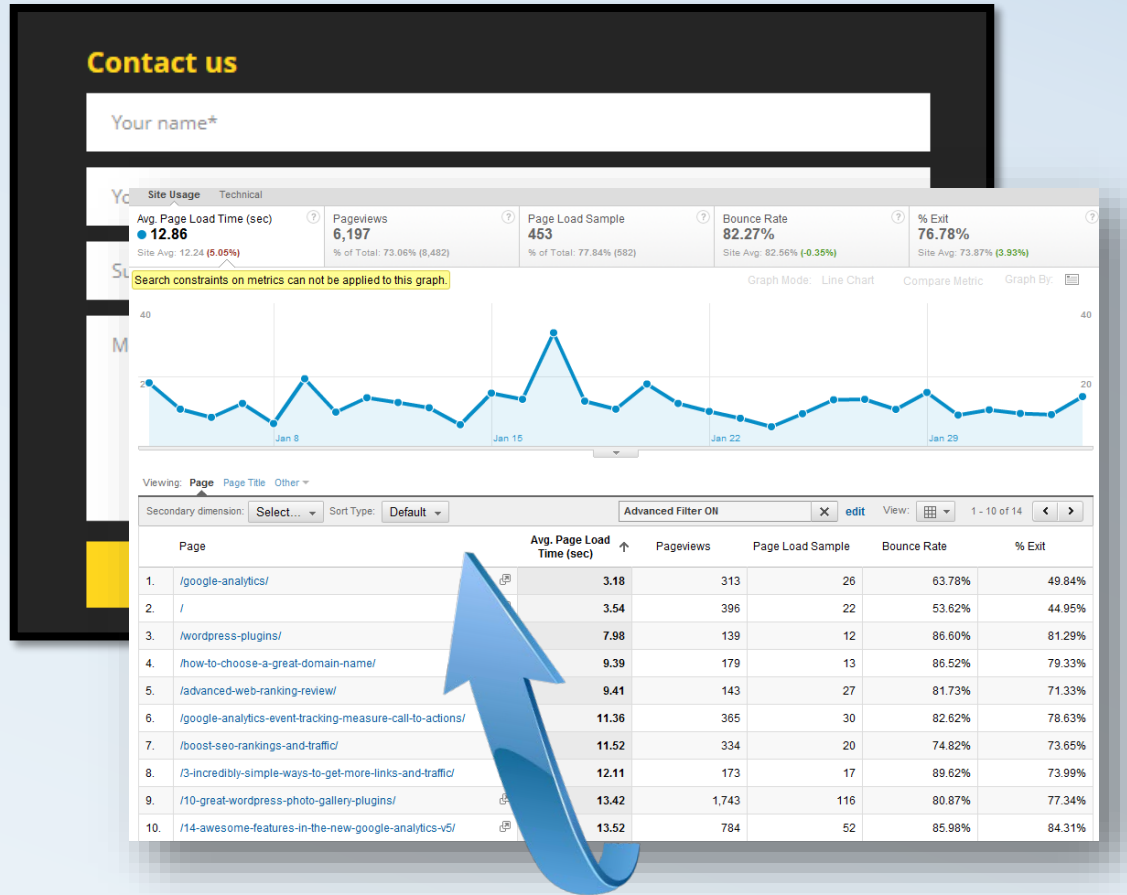 Contact us
Your name*
Yo
Su
M
Site Usage Technical
Avg. Page Load Time (sec) ? Pageviews ? Page Load Sample ? Bounce Rate ? % Exit ?
12.86 6,197 453 82.27% 76.78%
Site Avg: 12.24 (5.05%) % of Total: 73.06% (8,482) % of Total: 77.84% (582) Site Avg: 82.56% (-0.35%) Site Avg: 73.87% (3.93%)
Search constraints on metrics can not be applied to this graph. Graph Mode: Line Chart Compare Metric Graph By:
40 40
20 20
Jan 8 Jan 15 Jan 22 Jan 29
Viewing: Page Page Title Other
Secondary dimension: Select... Sort Type: Default Advanced Filter ON X edit View: 1 - 10 of 14
Page Avg. Page Load Time (sec) Pageviews Page Load Sample Bounce Rate % Exit
1. /google-analytics/ 3.18 313 26 63.78% 49.84%
2. / 3.54 396 22 53.62% 44.95%
3. /wordpress-plugins/ 7.98 139 12 86.60% 81.29%
4. /how-to-choose-a-great-domain-name/ 9.39 179 13 86.52% 79.33%
5. /advanced-web-ranking-review/ 9.41 143 27 81.73% 71.33%
6. /google-analytics-event-tracking-measure-call-to-actions/ 11.36 365 30 82.62% 78.63%
7. /boost-seo-rankings-and-traffic/ 11.52 334 20 74.82% 73.65%
8. /3-incredibly-simple-ways-to-get-more-links-and-traffic/ 12.11 173 17 89.62% 73.99%
9. /10-great-wordpress-photo-gallery-plugins/ 13.42 1,743 116 80.87% 77.34%
10. /14-awesome-features-in-the-new-google-analytics-v5/ 13.52 784 52 85.98% 84.31%